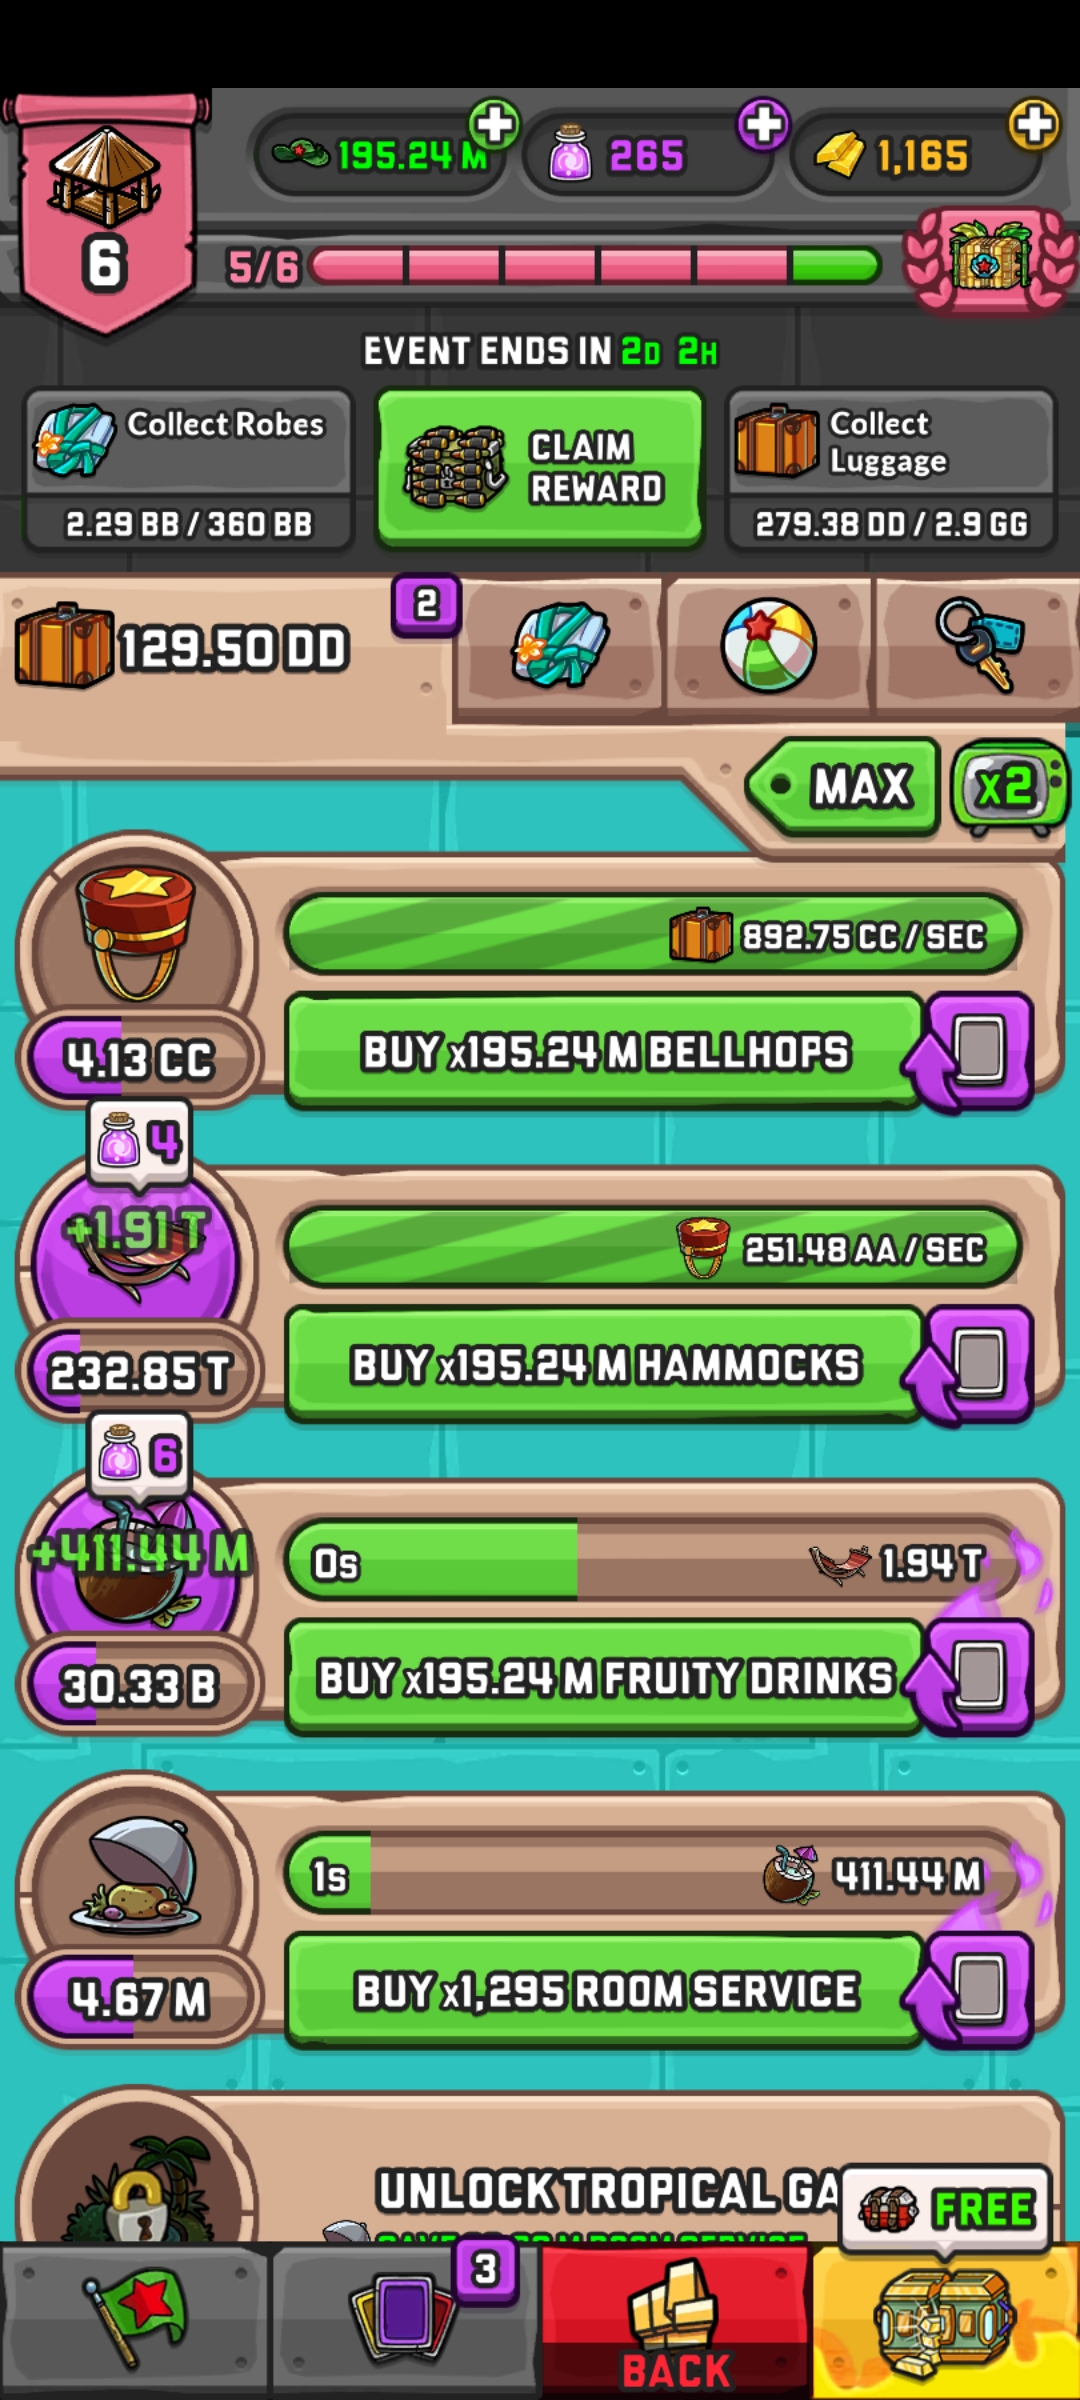 195.24 M
265
1,165
6
5/6
EVENT ENDS IN 2D 2H
Collect Robes
2.29 BB / 360 BB
CLAIM
REWARD
Collect
Luggage
279.38 DD / 2.9 GG
129.50 DD
2
MAX
x2
892.75 CC / SEC
4.13 CC
BUY x195.24 M BELLHOPS
4
+1.91 T
251.48 AA / SEC
232.85 T
BUY x195.24 M HAMMOCKS
6
+411.44 M
0s
1.94 T
30.33 B
BUY x195.24 M FRUITY DRINKS
1s
411.44 M
4.67 M
BUY x1,295 ROOM SERVICE
UNLOCK TROPICAL GA
FREE
3
BACK